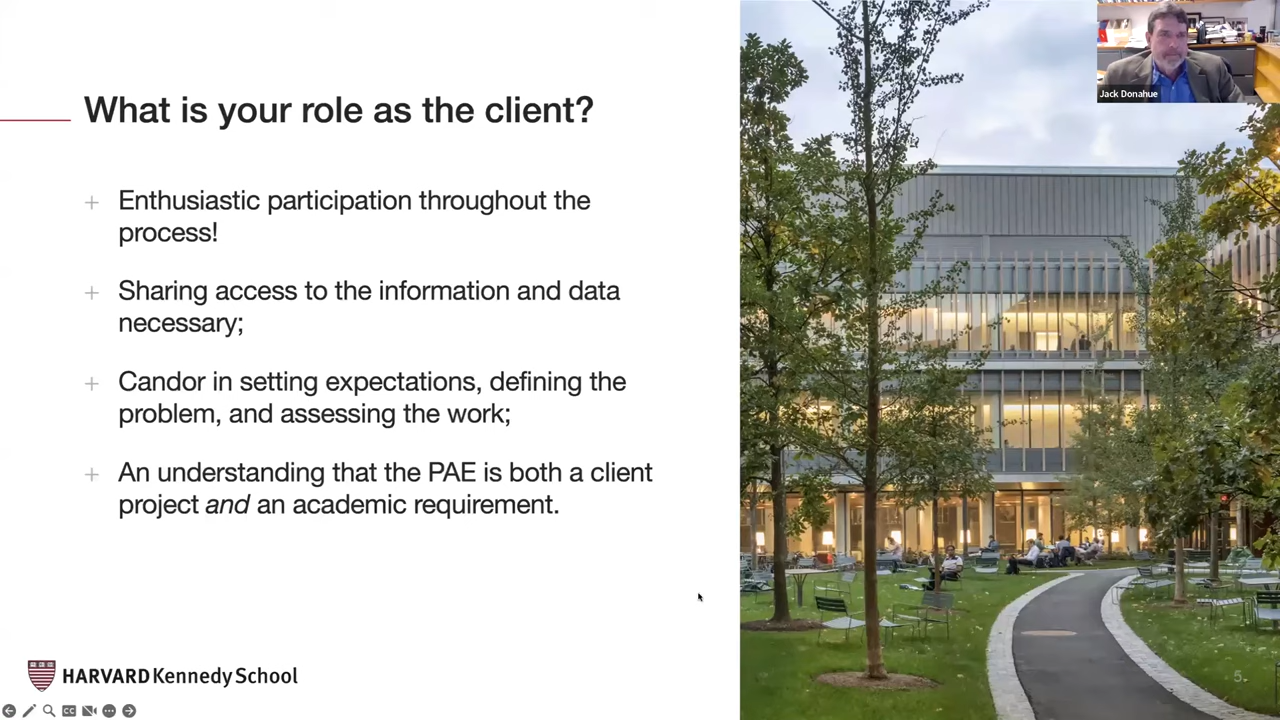 What is your role as the client?
+ Enthusiastic participation throughout the
process!
+ Sharing access to the information and data
necessary;
+ Candor in setting expectations, defining the
problem, and assessing the work;
+ An understanding that the PAE is both a client
project and an academic requirement.
HARVARD Kennedy School
CC
Jack Donahue
5